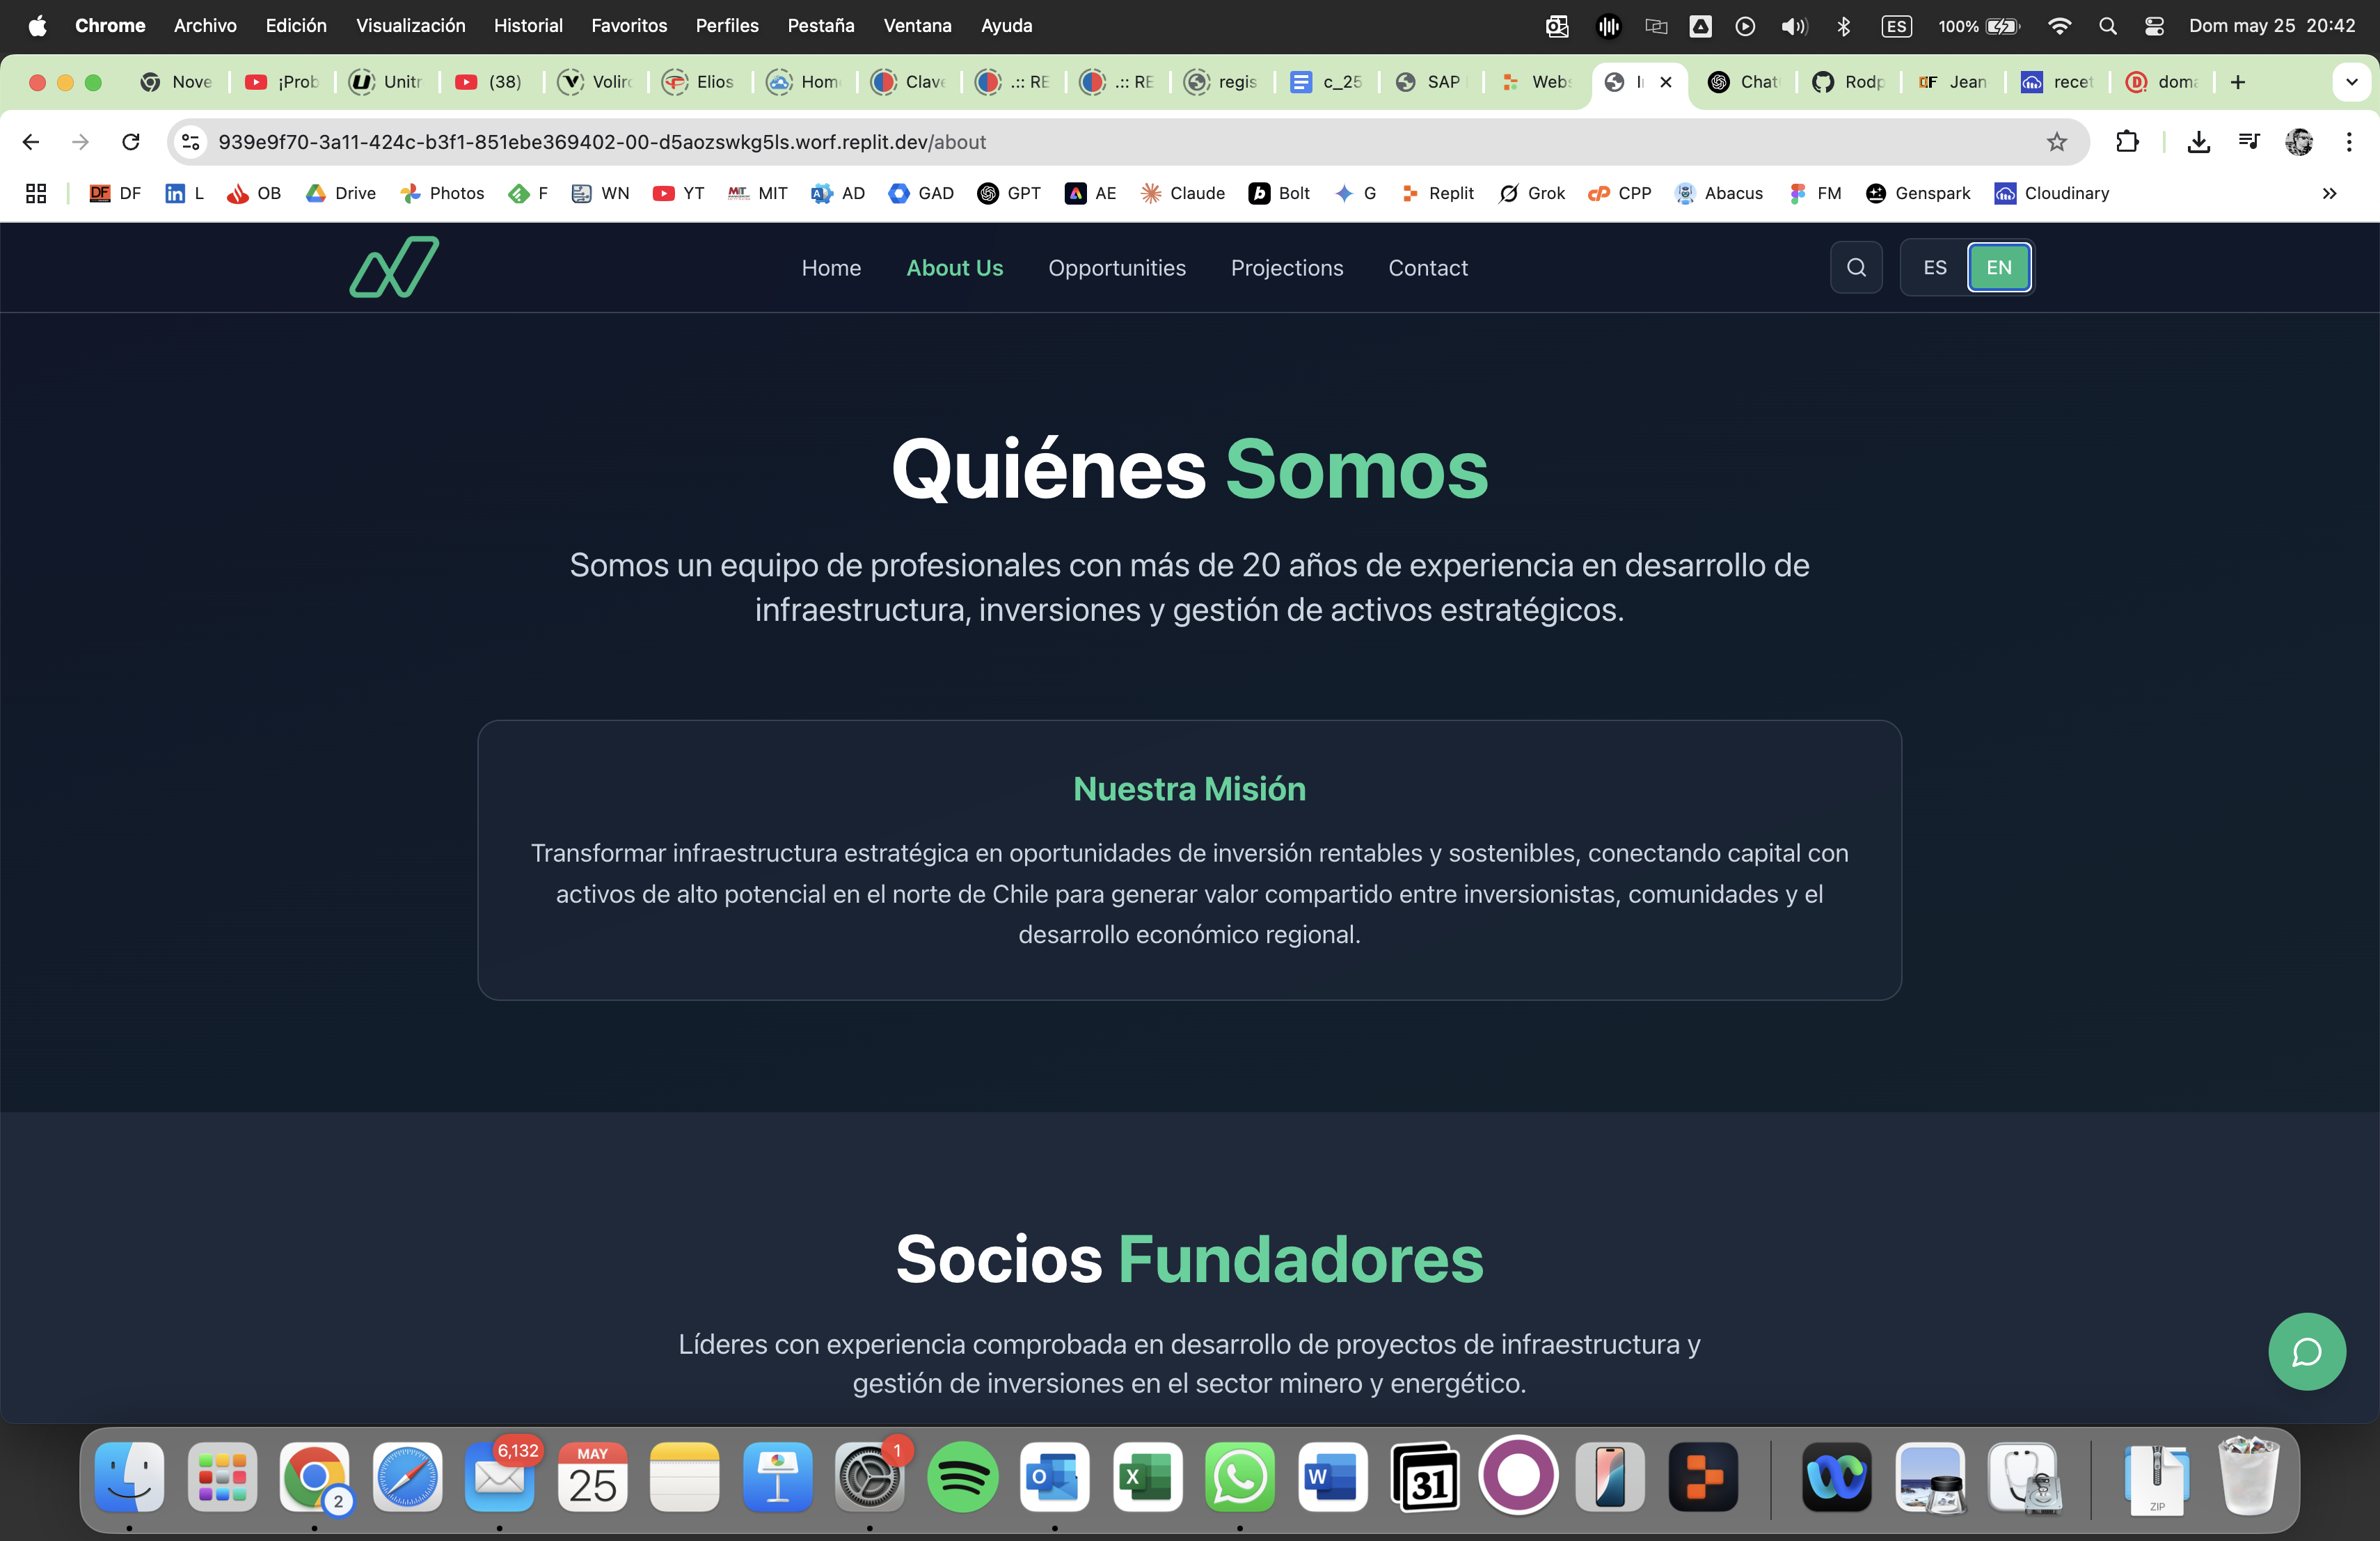 Chrome Archivo Edición Visualización Historial Favoritos Perfiles Pestaña Ventana Ayuda ES 100% Dom may 25 20:42
Nove ¡Prob Unitr (38) Voliro Elios Hom Clave .:: RE .:: RE regis c_25 SAP Webs Chat Rodp Jean recet doma
939e9f70-3a11-424c-b3f1-851ebe369402-00-d5aozswkg5ls.worf.replit.dev/about
DF DF L OB Drive Photos F WN YT MIT MIT AD GAD GPT AE Claude Bolt G Replit Grok CPP Abacus FM Genspark Cloudinary
Home About Us Opportunities Projections Contact ES EN
Quiénes Somos
Somos un equipo de profesionales con más de 20 años de experiencia en desarrollo de
infraestructura, inversiones y gestión de activos estratégicos.
Nuestra Misión
Transformar infraestructura estratégica en oportunidades de inversión rentables y sostenibles, conectando capital con
activos de alto potencial en el norte de Chile para generar valor compartido entre inversionistas, comunidades y el
desarrollo económico regional.
Socios Fundadores
Líderes con experiencia comprobada en desarrollo de proyectos de infraestructura y
gestión de inversiones en el sector minero y energético.
2 6,132 MAY 25 1 O X W 31 ZIP